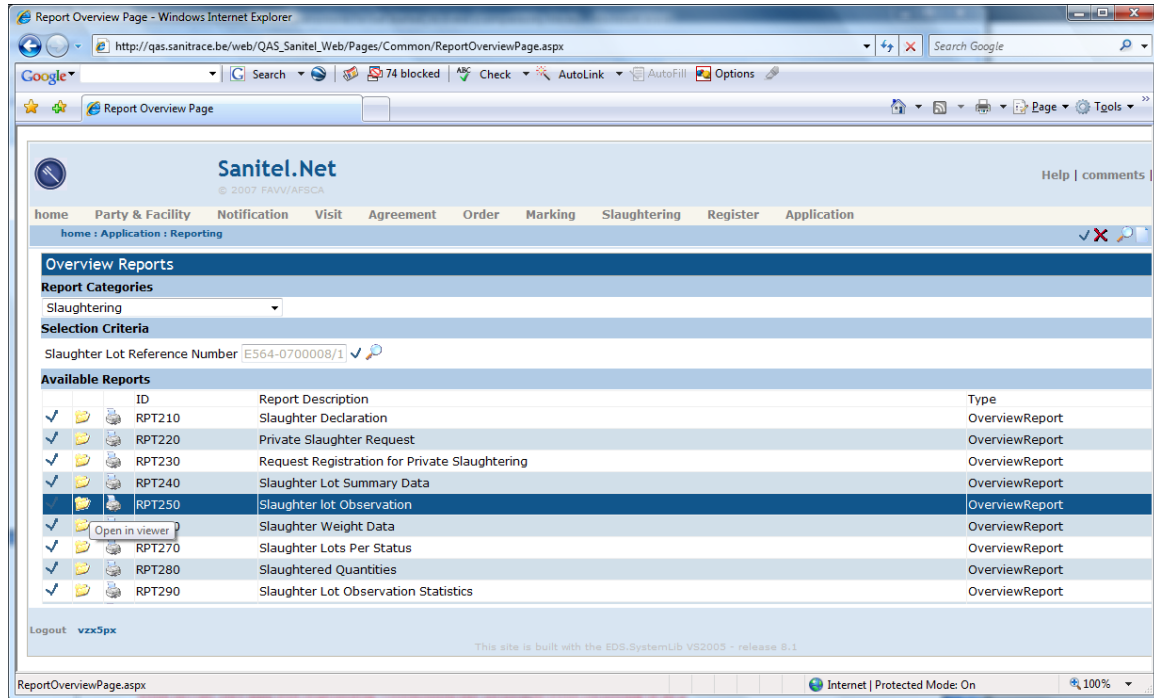 Report Overview Page - Windows Internet Explorer
http://qas.sanitrace.be/web/QAS_Sanitel_Web/Pages/Common/ReportOverviewPage.aspx
Search Google
Google
Search
74 blocked
ABC
Check
AutoLink
AutoFill
Options
Report Overview Page
Page
Tools
Sanitel.Net
© 2007 FAVV/AFSCA
Help | comments |
home Party & Facility Notification Visit Agreement Order Marking Slaughtering Register Application
home : Application : Reporting
Overview Reports
Report Categories
Slaughtering
Selection Criteria
Slaughter Lot Reference Number E564-0700008/1
Available Reports
ID Report Description Type
RPT210 Slaughter Declaration OverviewReport
RPT220 Private Slaughter Request OverviewReport
RPT230 Request Registration for Private Slaughtering OverviewReport
RPT240 Slaughter Lot Summary Data OverviewReport
RPT250 Slaughter lot Observation OverviewReport
Open in viewer
0 Slaughter Weight Data OverviewReport
RPT270 Slaughter Lots Per Status OverviewReport
RPT280 Slaughtered Quantities OverviewReport
RPT290 Slaughter Lot Observation Statistics OverviewReport
Logout vzx5px
This site is built with the EDS.SystemLib VS2005 - release 8.1
ReportOverviewPage.aspx
Internet | Protected Mode: On
100%